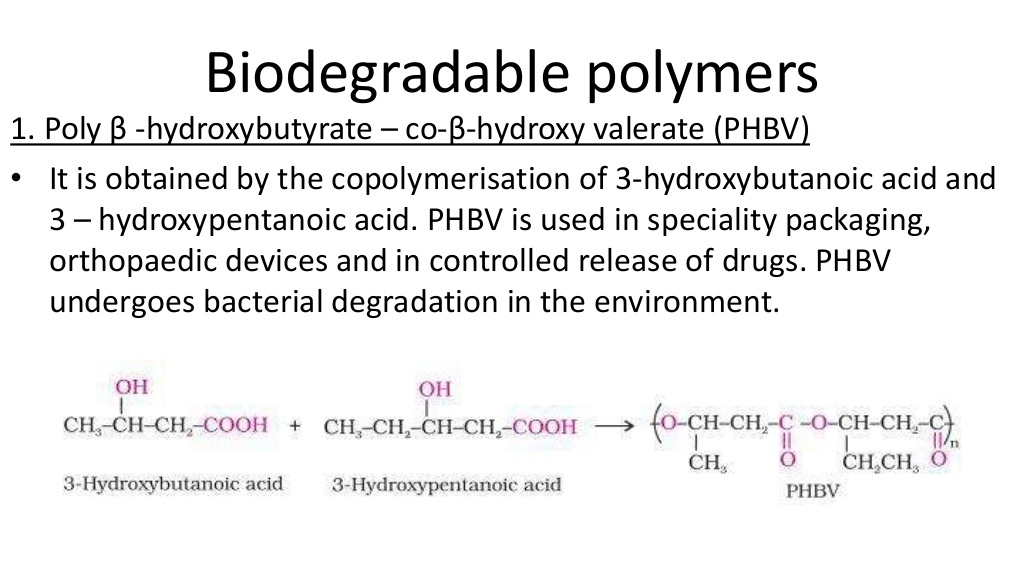 Biodegradable polymers
1. Poly β -hydroxybutyrate – co-β-hydroxy valerate (PHBV)
• It is obtained by the copolymerisation of 3-hydroxybutanoic acid and
3 – hydroxypentanoic acid. PHBV is used in speciality packaging,
orthopaedic devices and in controlled release of drugs. PHBV
undergoes bacterial degradation in the environment.
OH OH
CH₃–CH–CH₂–COOH + CH₃–CH₂–CH–CH₂–COOH → (O–CH–CH₂–C –O–CH–CH₂–C)n
CH₃ O CH₂CH₃ O
3-Hydroxybutanoic acid 3-Hydroxypentanoic acid PHBV